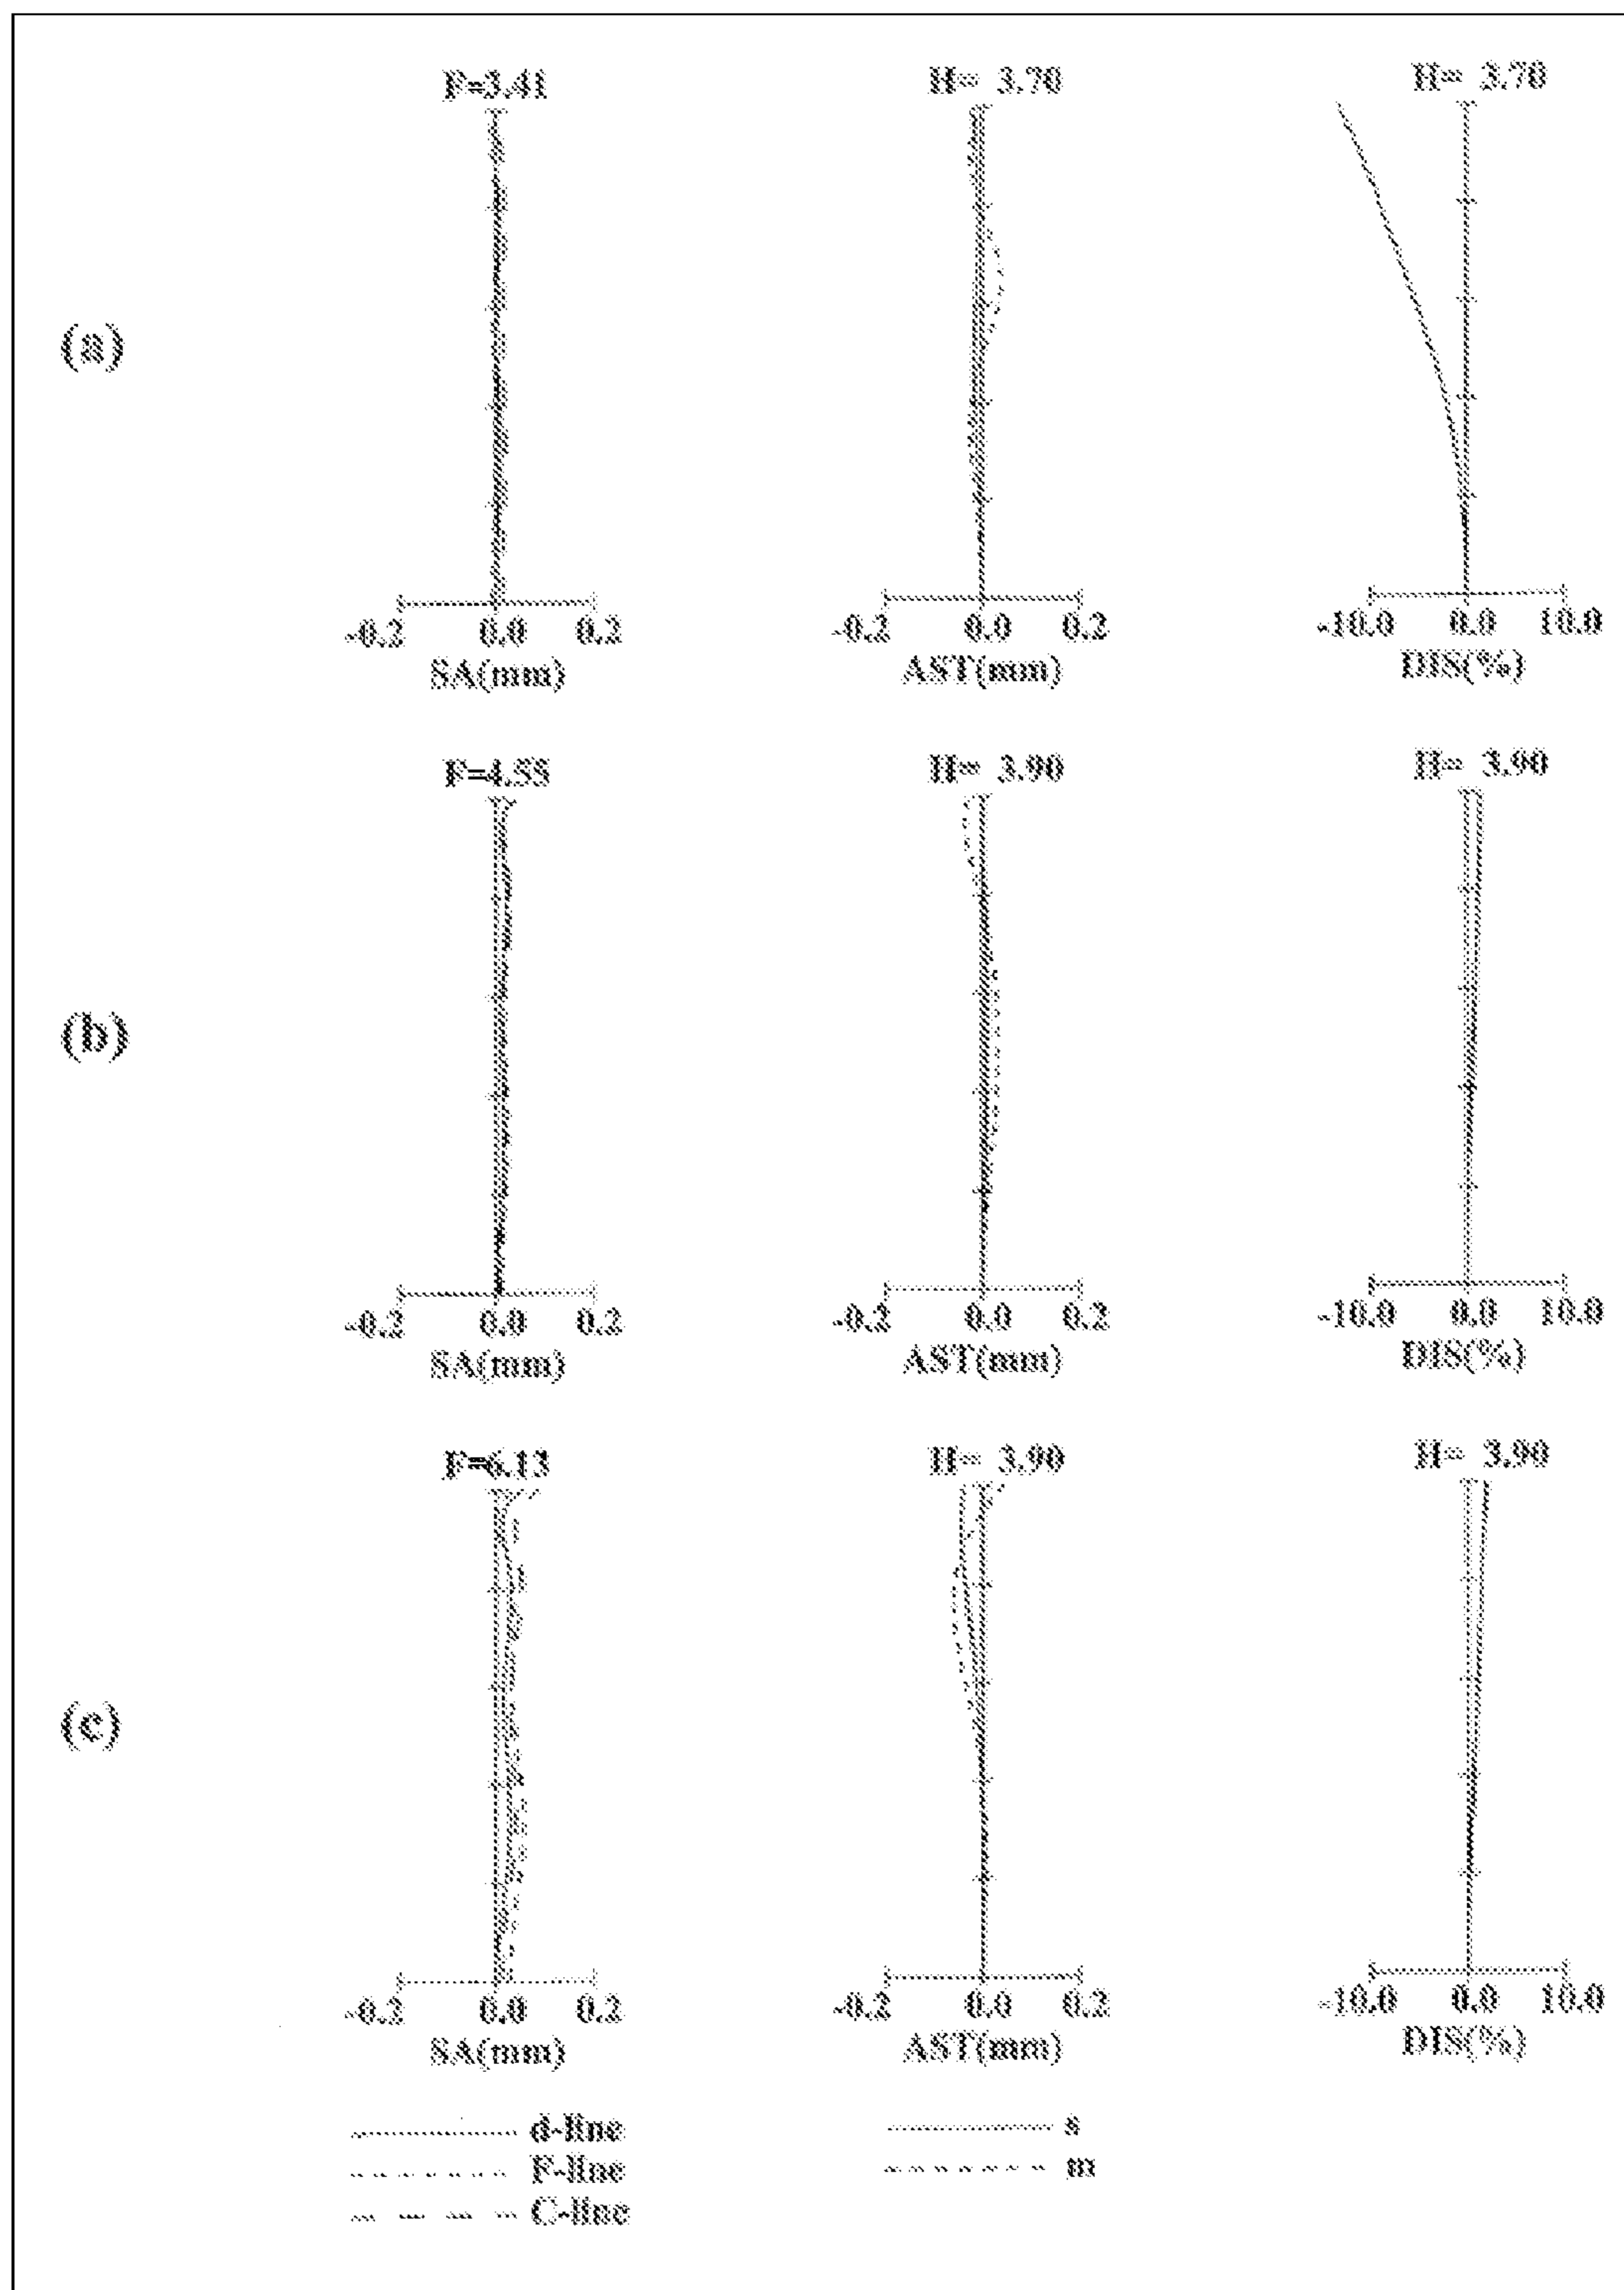 F=3.41 H= 3.70 H= 3.70
(a)
-0.2 0.0 0.2 -0.2 0.0 0.2 -10.0 0.0 10.0
SA(mm) AST(mm) DIS(%)
F=4.55 H= 3.90 H= 3.90
(b)
-0.2 0.0 0.2 -0.2 0.0 0.2 -10.0 0.0 10.0
SA(mm) AST(mm) DIS(%)
F=6.13 H= 3.90 H= 3.90
(c)
-0.2 0.0 0.2 -0.2 0.0 0.2 -10.0 0.0 10.0
SA(mm) AST(mm) DIS(%)
d-line s
F-line m
C-line